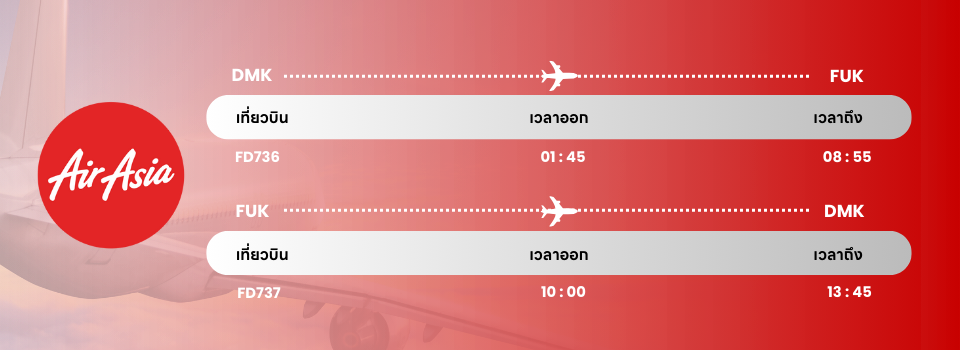 DMK FUK
เที่ยวบิน เวลาออก เวลาถึง
FD736 01 : 45 08 : 55
AirAsia
FUK DMK
เที่ยวบิน เวลาออก เวลาถึง
FD737 10 : 00 13 : 45